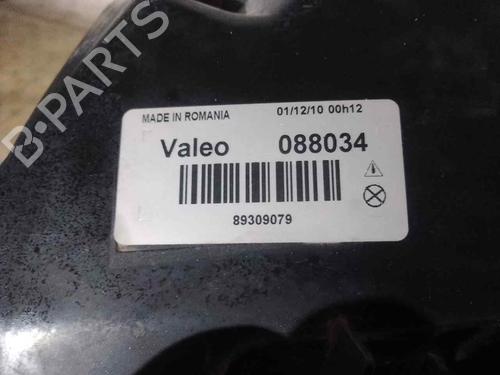 B-PARTS
MADE IN ROMANIA 01/12/10 00h12
Valeo 088034
89309079